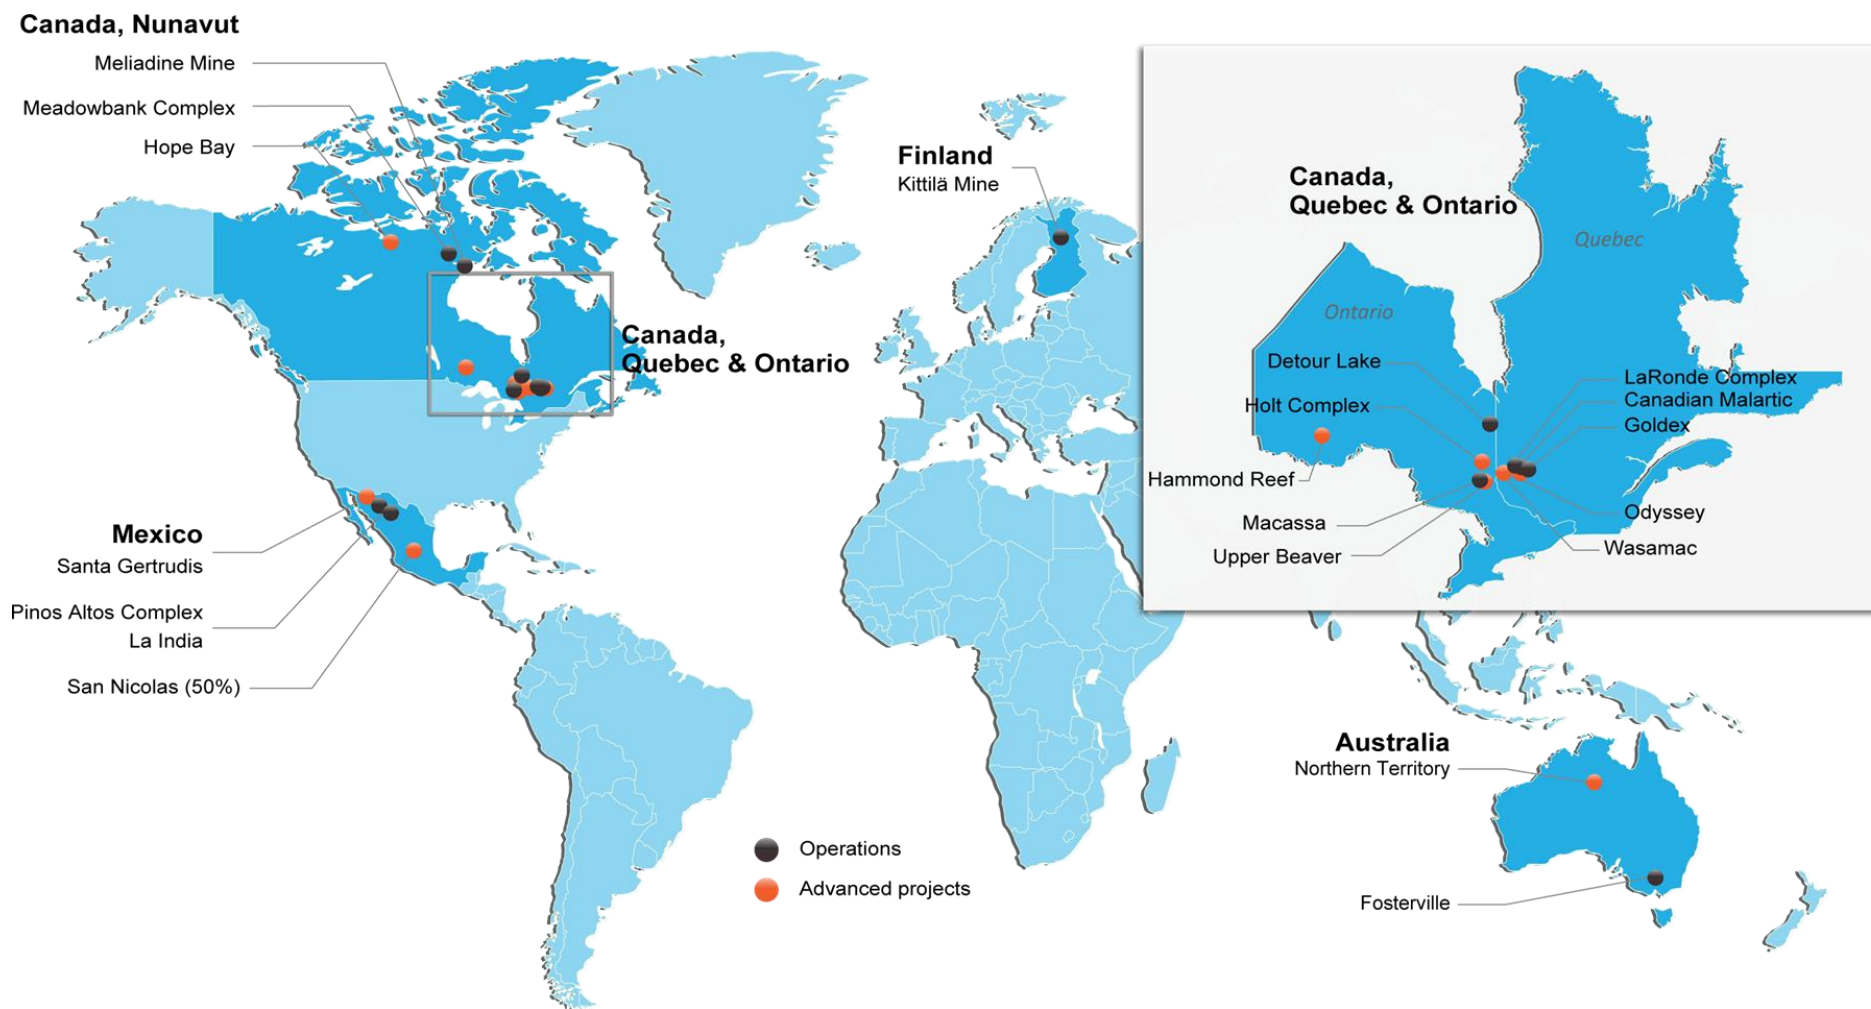 Canada, Nunavut
Meliadine Mine
Meadowbank Complex
Hope Bay
Finland
Kittilä Mine
Canada,
Quebec & Ontario
Mexico
Santa Gertrudis
Pinos Altos Complex
La India
San Nicolas (50%)
Operations
Advanced projects
Canada,
Quebec & Ontario
Quebec
Ontario
Detour Lake
Holt Complex
Hammond Reef
Macassa
Upper Beaver
LaRonde Complex
Canadian Malartic
Goldex
Odyssey
Wasamac
Australia
Northern Territory
Fosterville